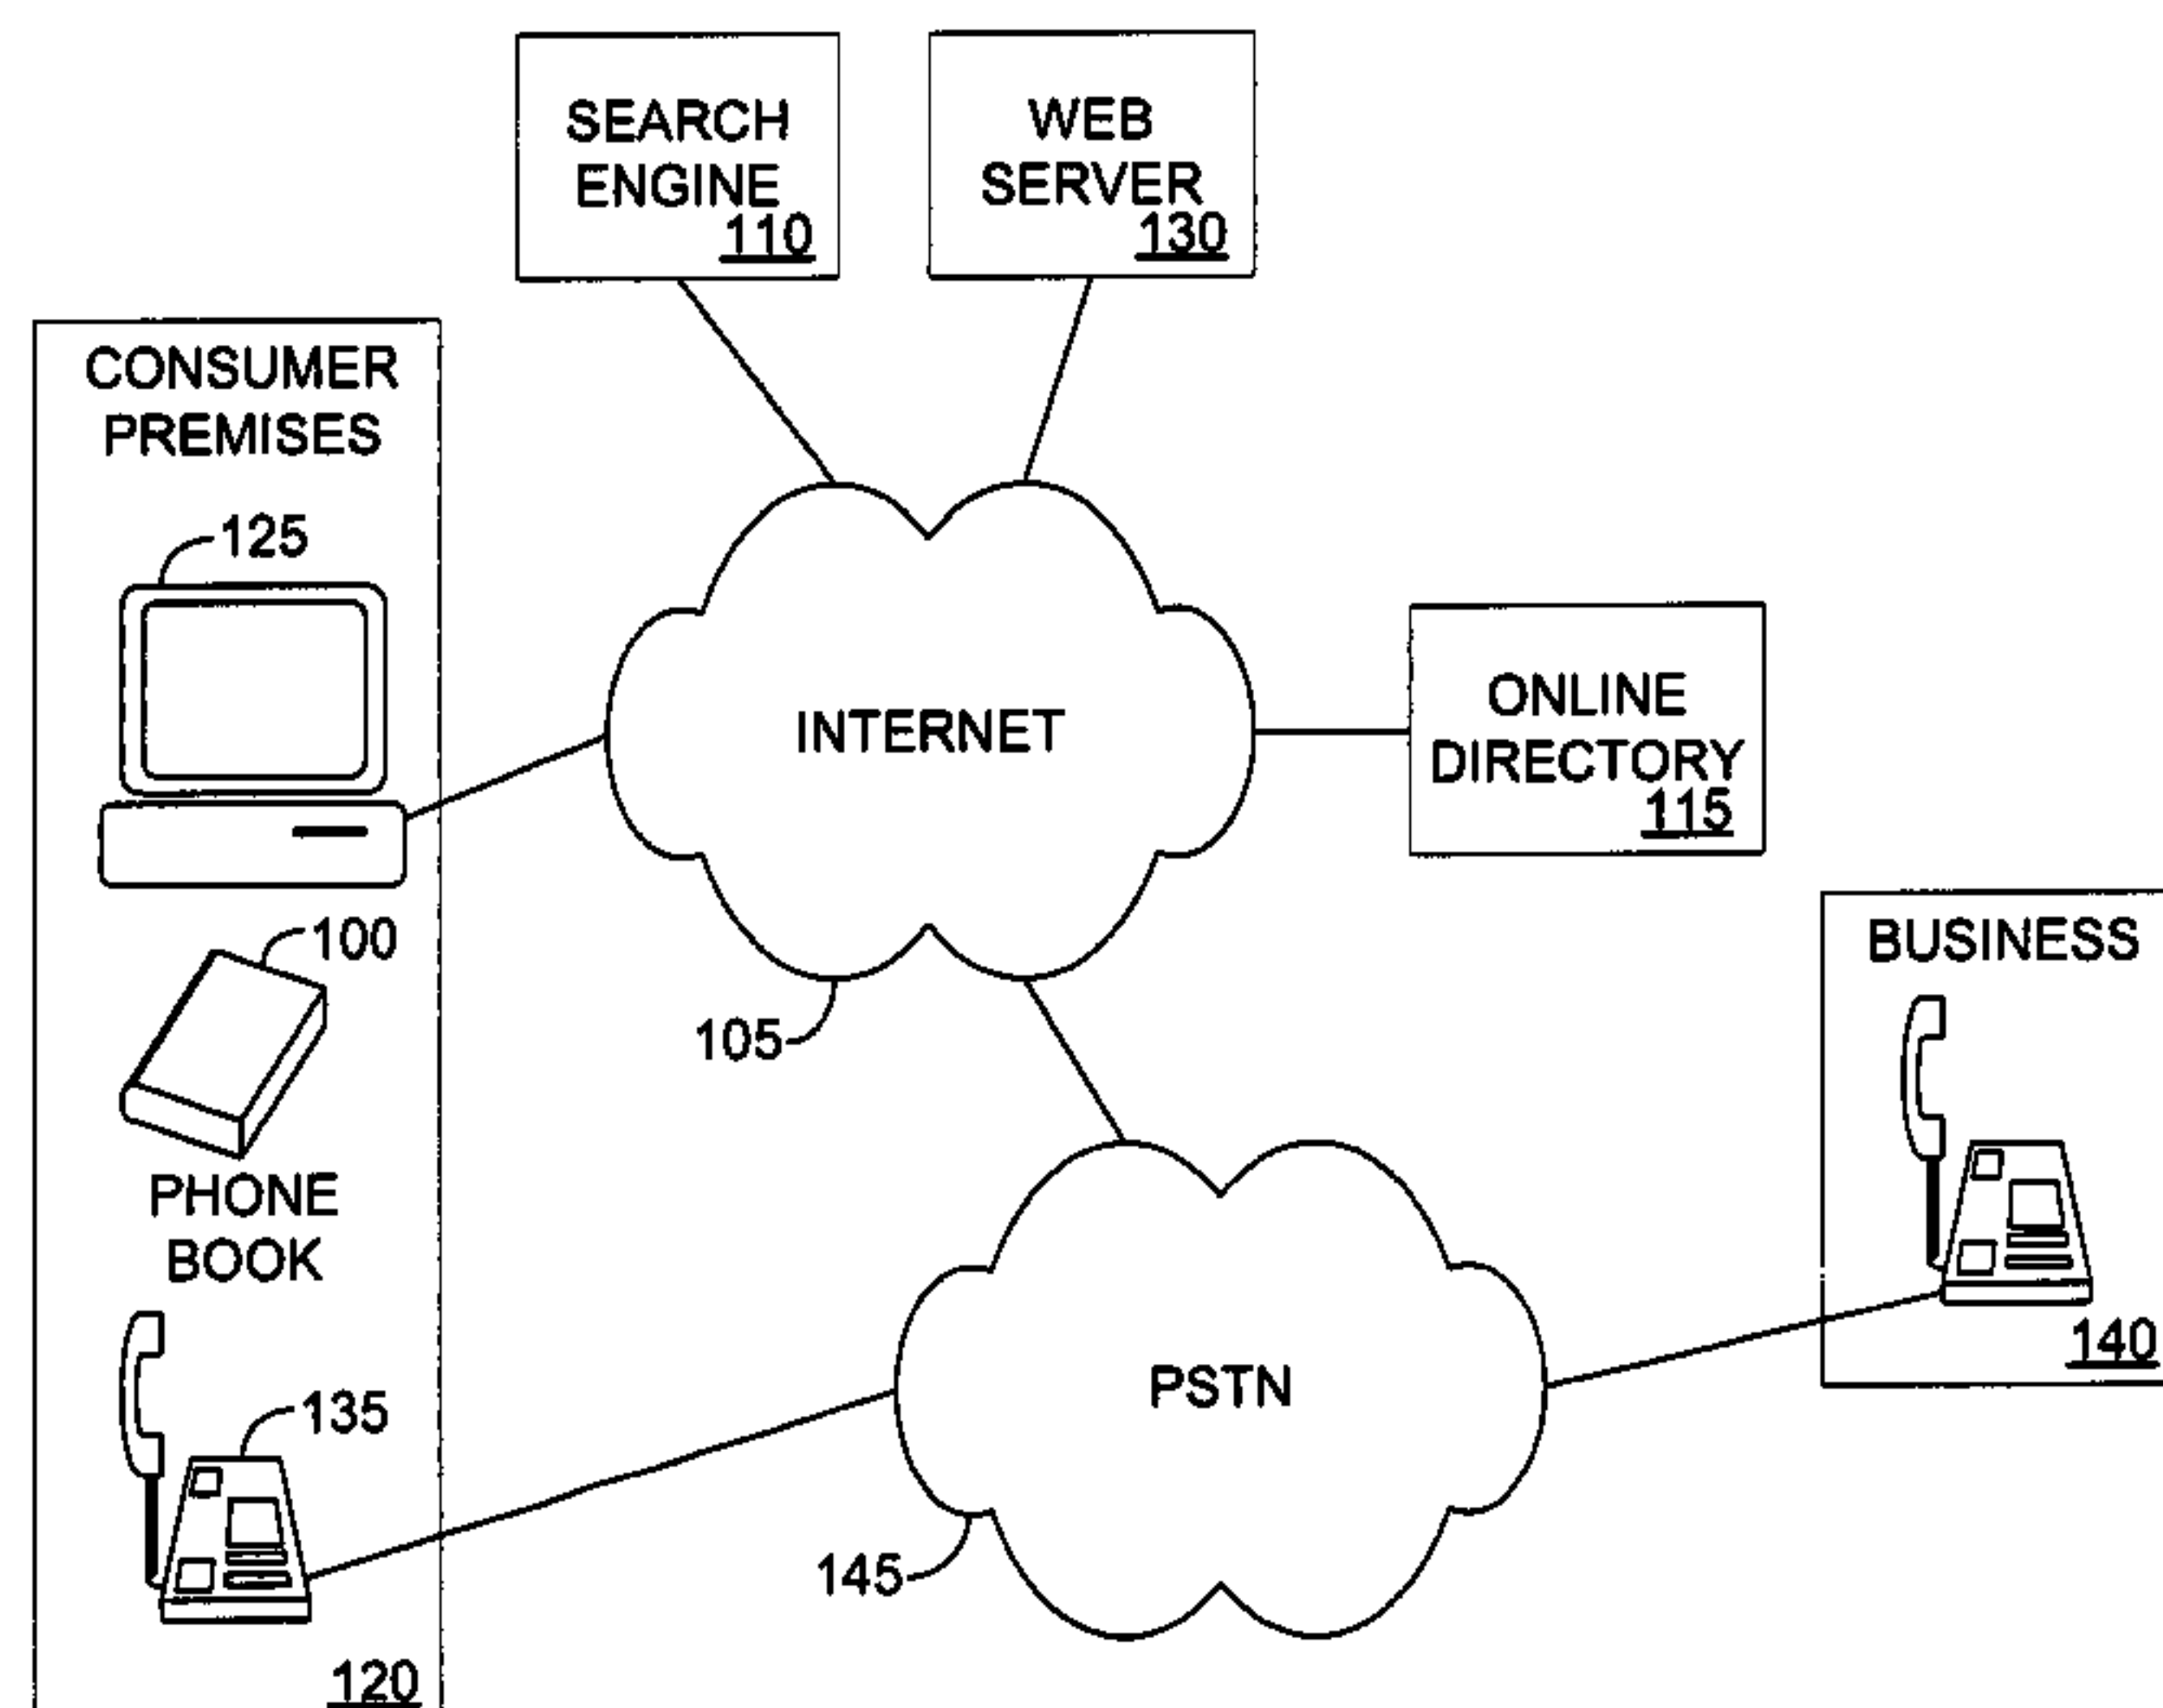 SEARCH
ENGINE
110
WEB
SERVER
130
CONSUMER
PREMISES
125
INTERNET
ONLINE
DIRECTORY
115
100
BUSINESS
105
PHONE
BOOK
140
PSTN
135
145
120